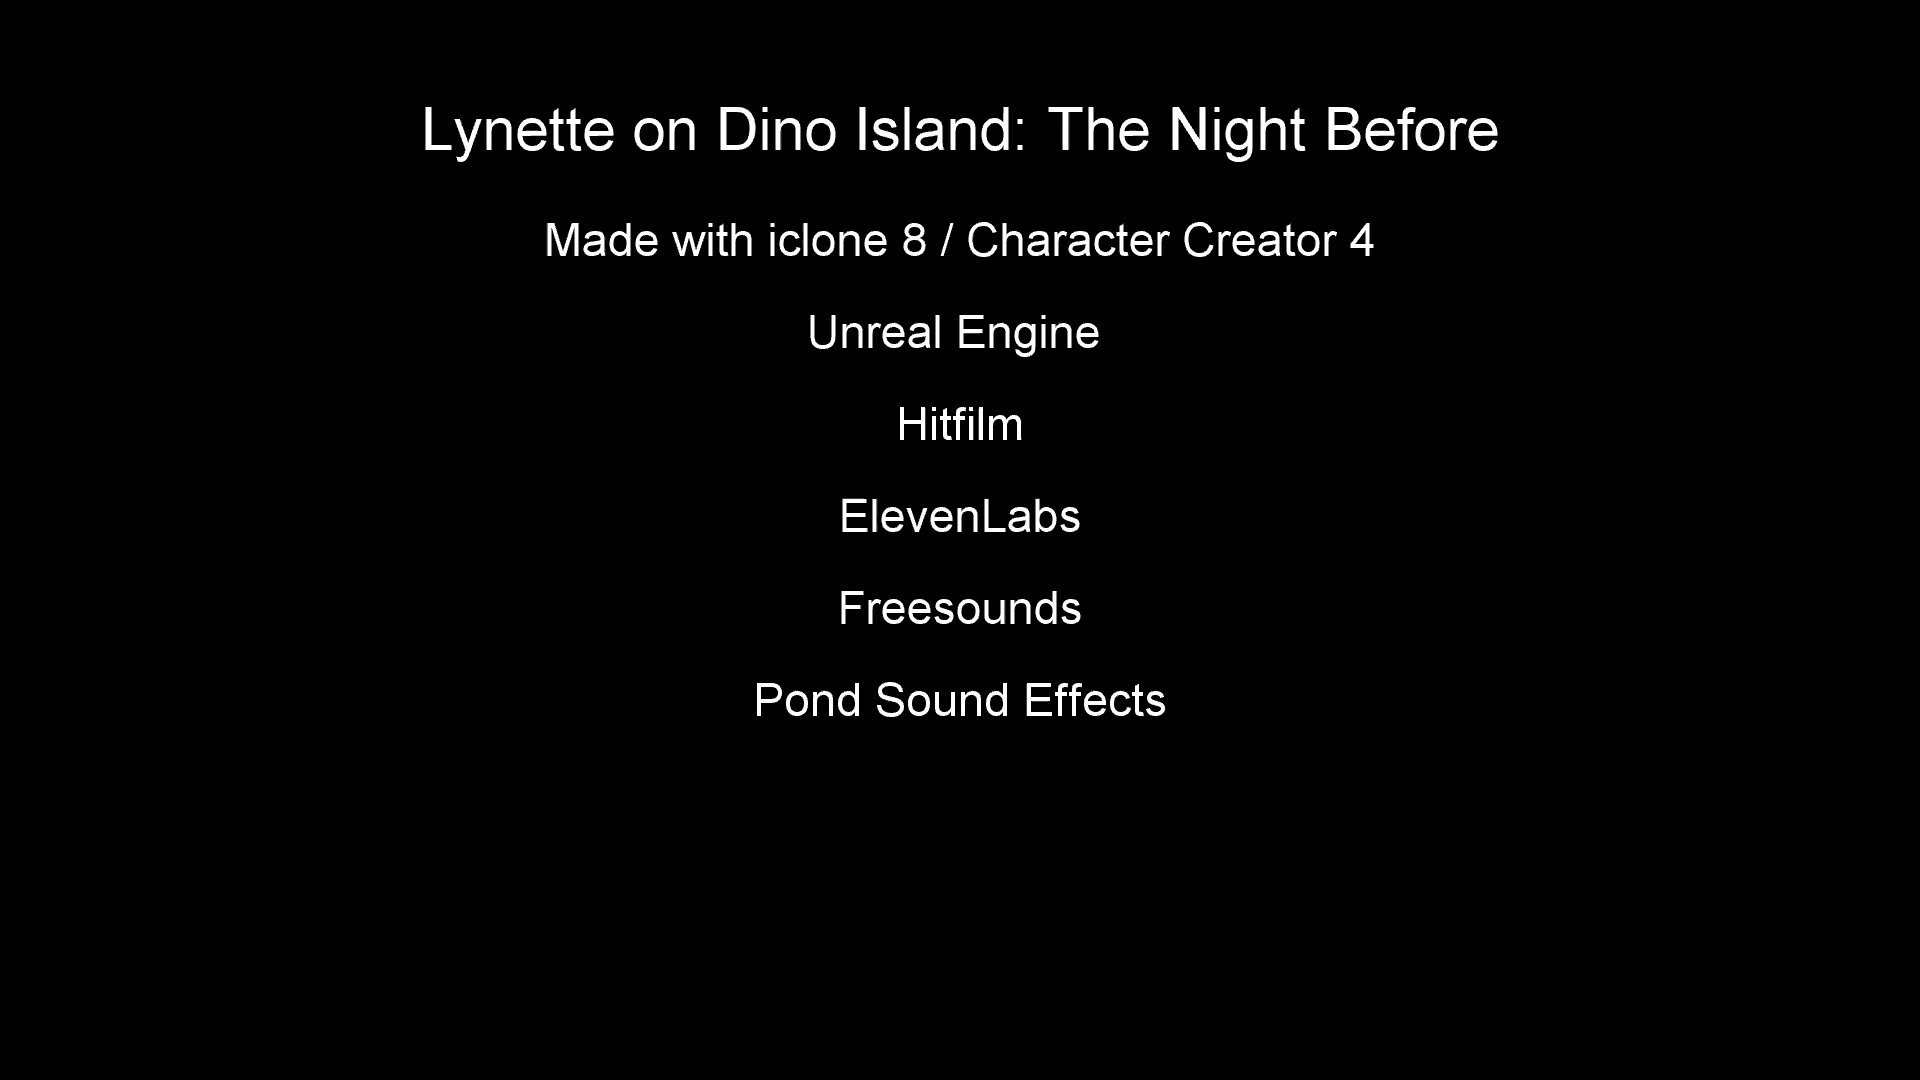 Lynette on Dino Island: The Night Before
Made with iclone 8 / Character Creator 4
Unreal Engine
Hitfilm
ElevenLabs
Freesounds
Pond Sound Effects